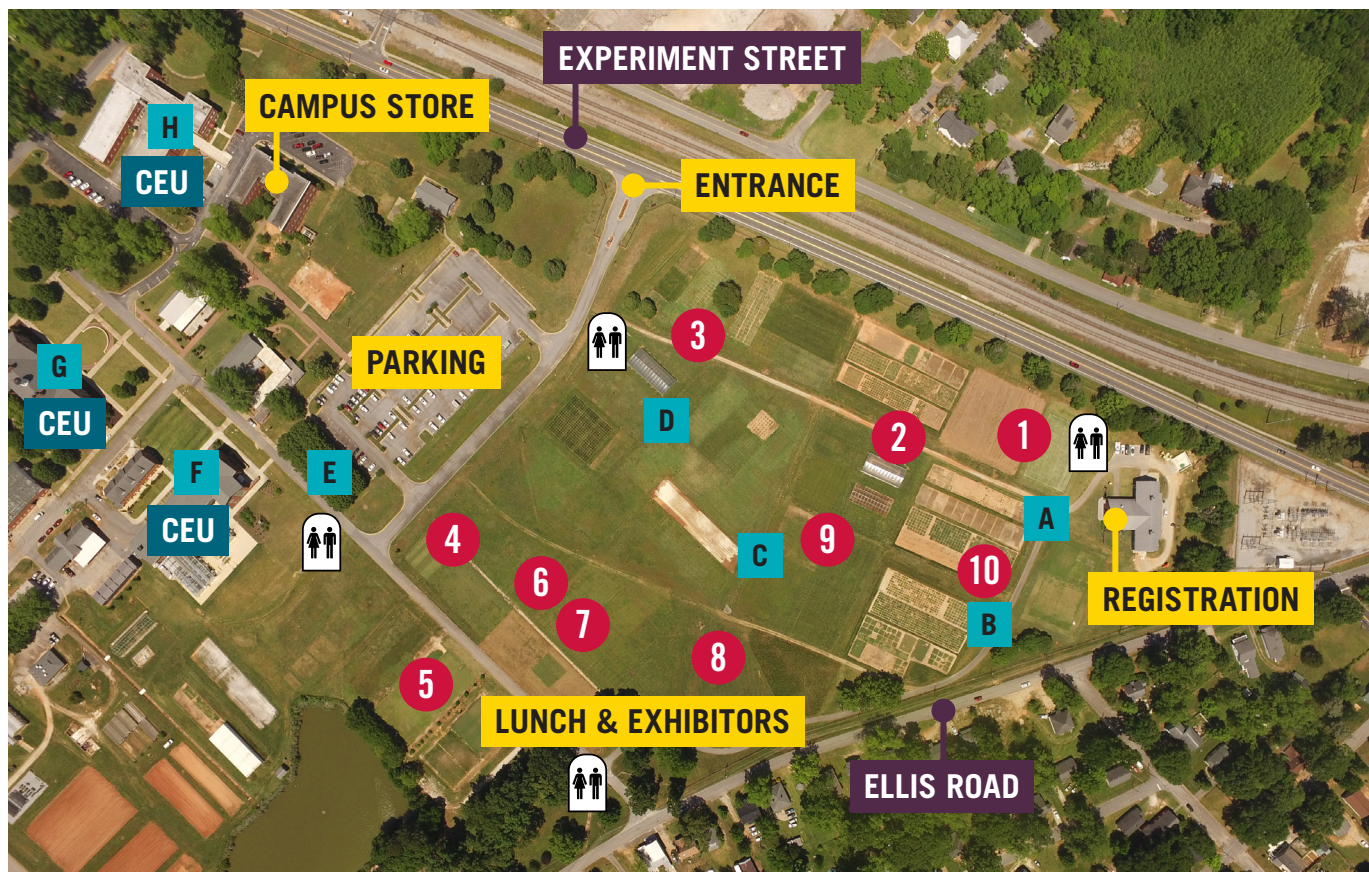 EXPERIMENT STREET
CAMPUS STORE
H
CEU
ENTRANCE
3
PARKING
G
CEU
D
2
1
F
CEU
E
A
4
9
C
6
10
REGISTRATION
7
B
8
5
LUNCH & EXHIBITORS
ELLIS ROAD